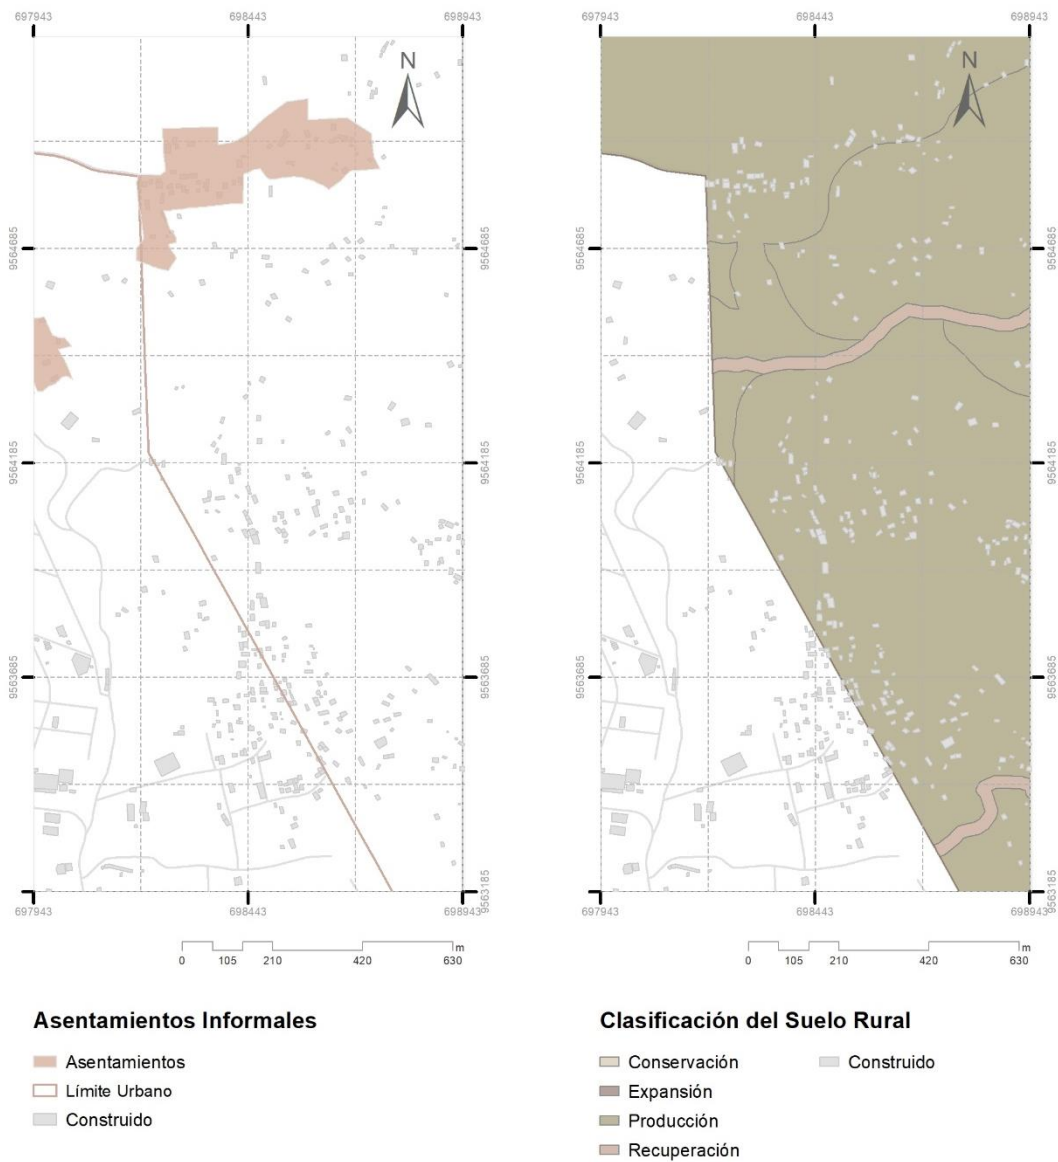 697943 698443 698943 697943 698443 698943
N N
9564685 9564685 9564685 9564685
9564185 9564185 9564185 9564185
9563685 9563685 9563685 9563685
9563185 9563185
697943 698443 698943 697943 698443 698943
m m
0 105 210 420 630 0 105 210 420 630
Asentamientos Informales
Asentamientos
Límite Urbano
Construido
Clasificación del Suelo Rural
Conservación
Expansión
Producción
Recuperación
Construido